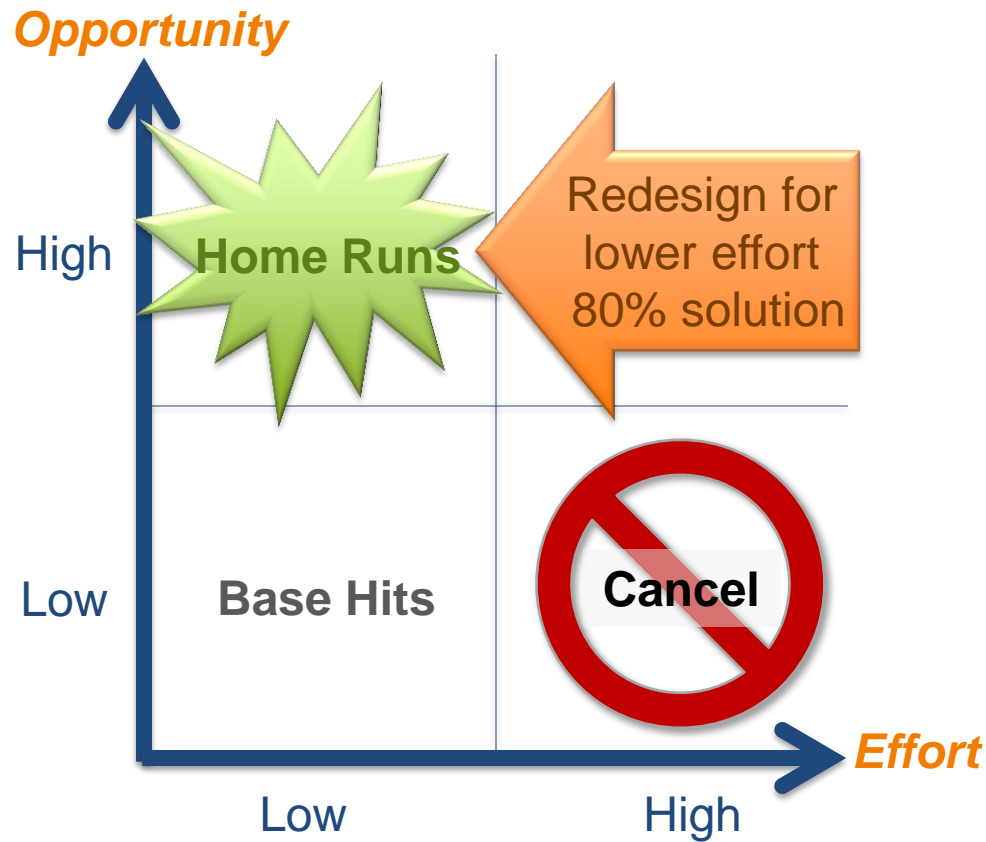 Opportunity
High
Home Runs
Redesign for
lower effort
80% solution
Low
Base Hits
Cancel
Effort
Low
High